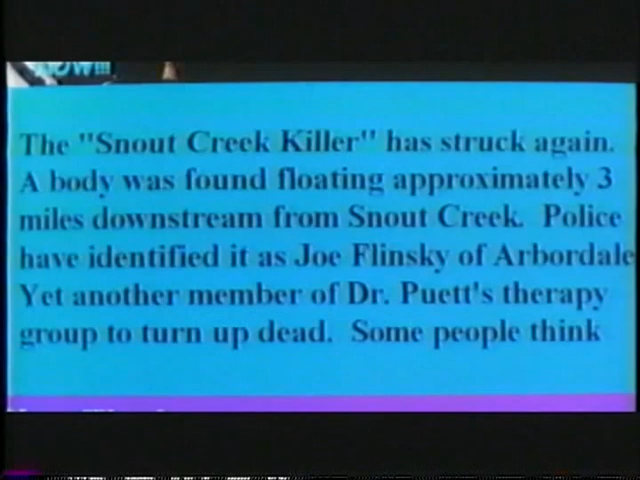 NOW!!!
The "Snout Creek Killer" has struck again.
A body was found floating approximately 3
miles downstream from Snout Creek.  Police
have identified it as Joe Flinsky of Arbordale
Yet another member of Dr. Puett's therapy
group to turn up dead.  Some people think